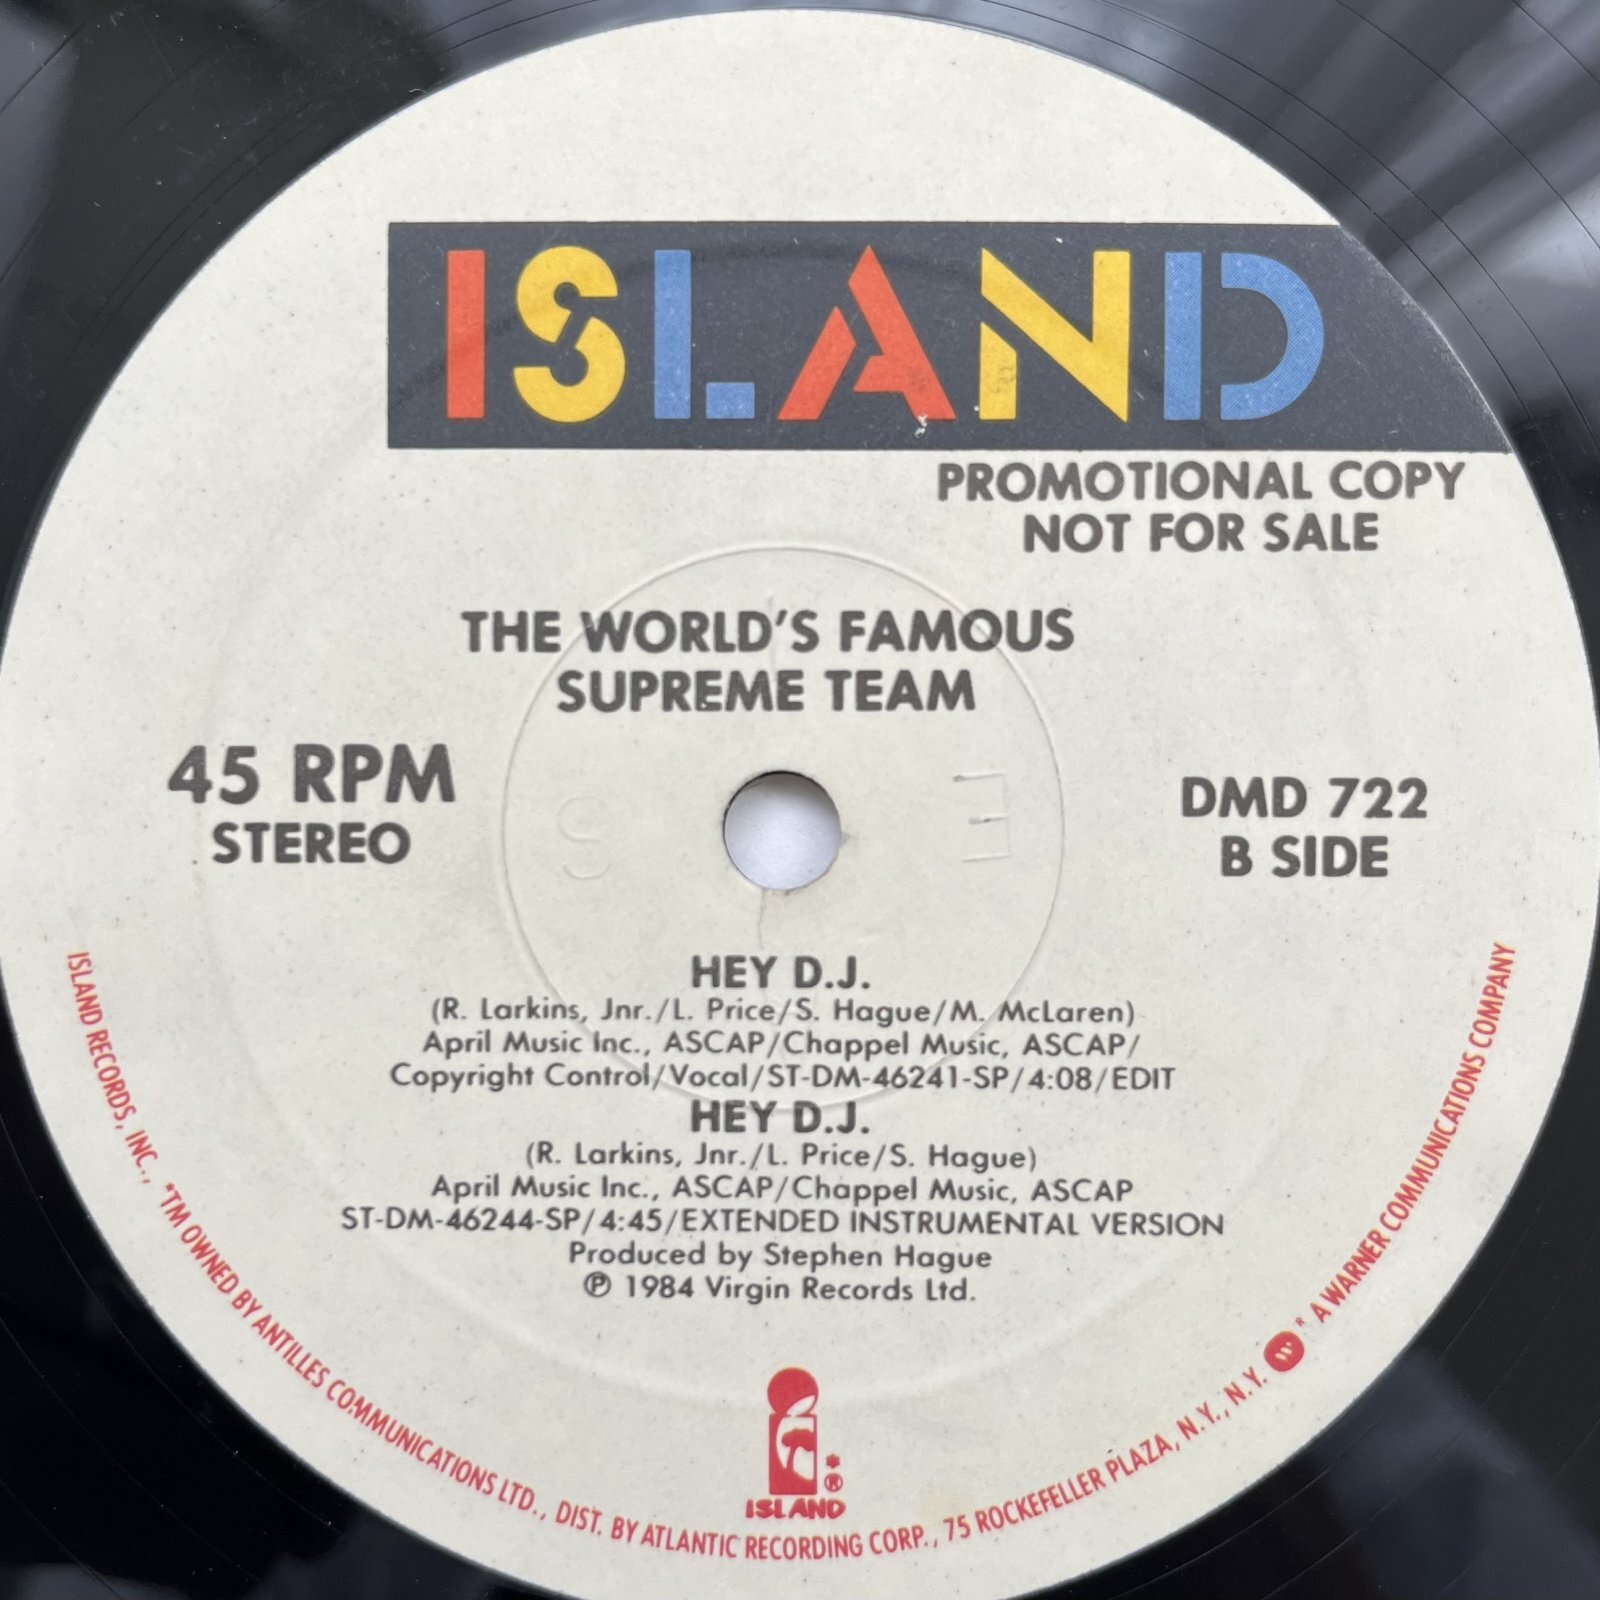 ISLAND
PROMOTIONAL COPY
NOT FOR SALE
THE WORLD'S FAMOUS
SUPREME TEAM
45 RPM
STEREO
DMD 722
B SIDE
S
E
HEY D.J.
(R. Larkins, Jnr./L. Price/S. Hague/M. McLaren)
April Music Inc., ASCAP/Chappel Music, ASCAP/
Copyright Control/Vocal/ST-DM-46241-SP/4:08/EDIT
HEY D.J.
(R. Larkins, Jnr./L. Price/S. Hague)
April Music Inc., ASCAP/Chappel Music, ASCAP
ST-DM-46244-SP/4:45/EXTENDED INSTRUMENTAL VERSION
Produced by Stephen Hague
℗ 1984 Virgin Records Ltd.
*®
ISLAND
ISLAND RECORDS, INC., *TM OWNED BY ANTILLES COMMUNICATIONS LTD., DIST. BY ATLANTIC RECORDING CORP., 75 ROCKEFELLER PLAZA, N.Y., N.Y. ® A WARNER COMMUNICATIONS COMPANY